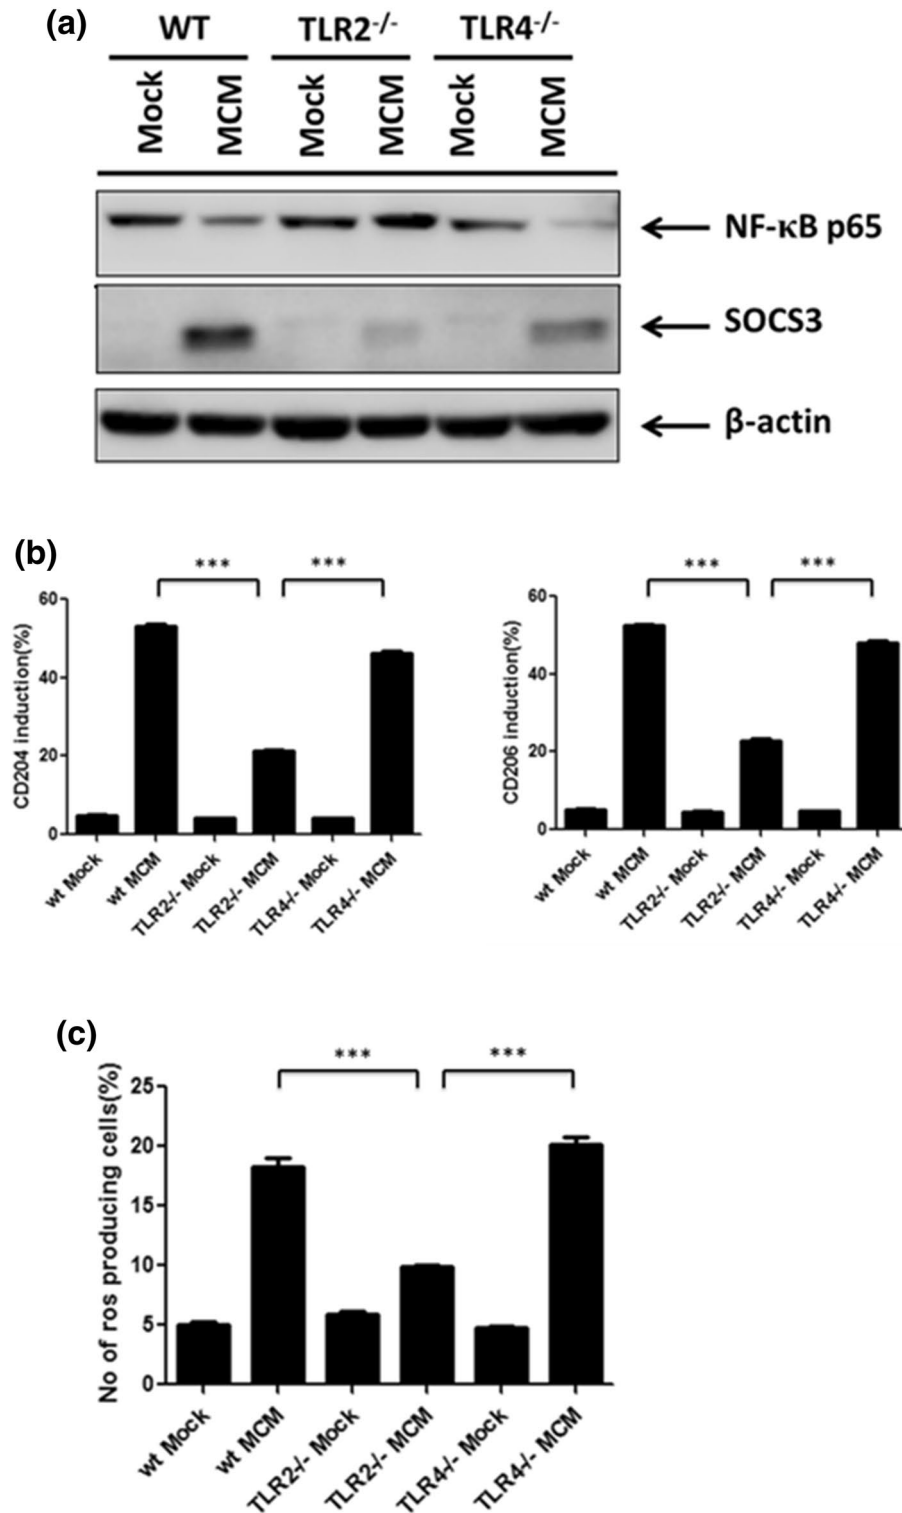 (a)
WT TLR2-/- TLR4-/-
Mock MCM Mock MCM Mock MCM
NF-κB p65
SOCS3
β-actin
(b)
*** ***
CD204 induction(%)
60
40
20
0
wt Mock
wt MCM
TLR2/- Mock
TLR2/- MCM
TLR4/- Mock
TLR4/- MCM
*** ***
CD206 induction(%)
60
40
20
0
wt Mock
wt MCM
TLR2/- Mock
TLR2/- MCM
TLR4/- Mock
TLR4/- MCM
(c)
*** ***
No of ros producing cells(%)
25
20
15
10
5
0
wt Mock
wt MCM
TLR2-/- Mock
TLR2/- MCM
TLR4-/- Mock
TLR4/- MCM